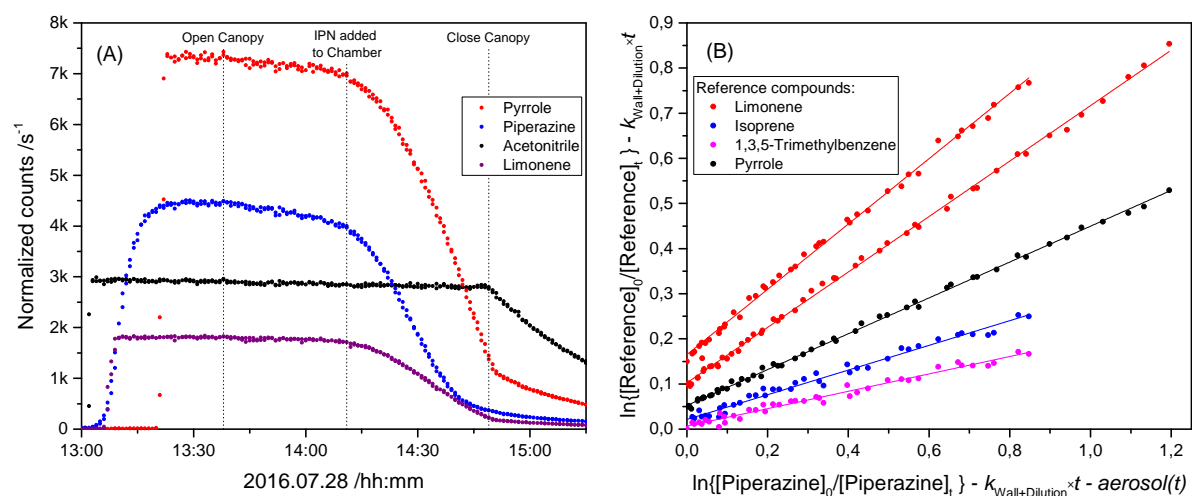 (A)
Open Canopy
IPN added
to Chamber
Close Canopy
Pyrrole
Piperazine
Acetonitrile
Limonene
Normalized counts /s⁻¹
8k
7k
6k
5k
4k
3k
2k
1k
0
13:00
13:30
14:00
14:30
15:00
2016.07.28 /hh:mm
(B)
Reference compounds:
Limonene
Isoprene
1,3,5-Trimethylbenzene
Pyrrole
ln{[Reference]₀/[Reference]ₜ } - k_Wall+Dilution×t
0,9
0,8
0,7
0,6
0,5
0,4
0,3
0,2
0,1
0,0
0,0
0,2
0,4
0,6
0,8
1,0
1,2
ln{[Piperazine]₀/[Piperazine]ₜ } - k_Wall+Dilution×t - aerosol(t)